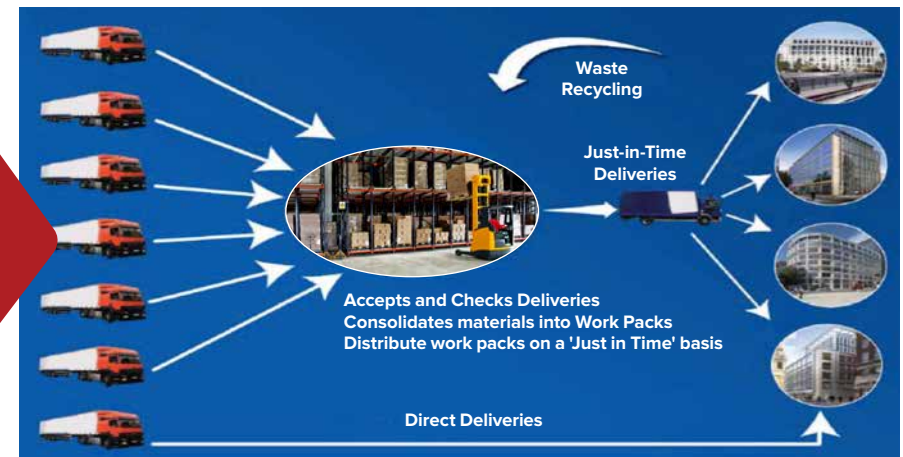 Waste
Recycling
Just-in-Time
Deliveries
Accepts and Checks Deliveries
Consolidates materials into Work Packs
Distribute work packs on a 'Just in Time' basis
Direct Deliveries